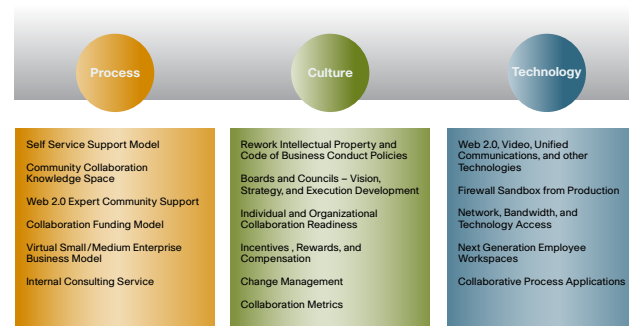 Process
Culture
Technology
Self Service Support Model
Community Collaboration
Knowledge Space
Web 2.0 Expert Community Support
Collaboration Funding Model
Virtual Small/Medium Enterprise
Business Model
Internal Consulting Service
Rework Intellectual Property and
Code of Business Conduct Policies
Boards and Councils – Vision,
Strategy, and Execution Development
Individual and Organizational
Collaboration Readiness
Incentives , Rewards, and
Compensation
Change Management
Collaboration Metrics
Web 2.0, Video, Unified
Communications, and other
Technologies
Firewall Sandbox from Production
Network, Bandwidth, and
Technology Access
Next Generation Employee
Workspaces
Collaborative Process Applications